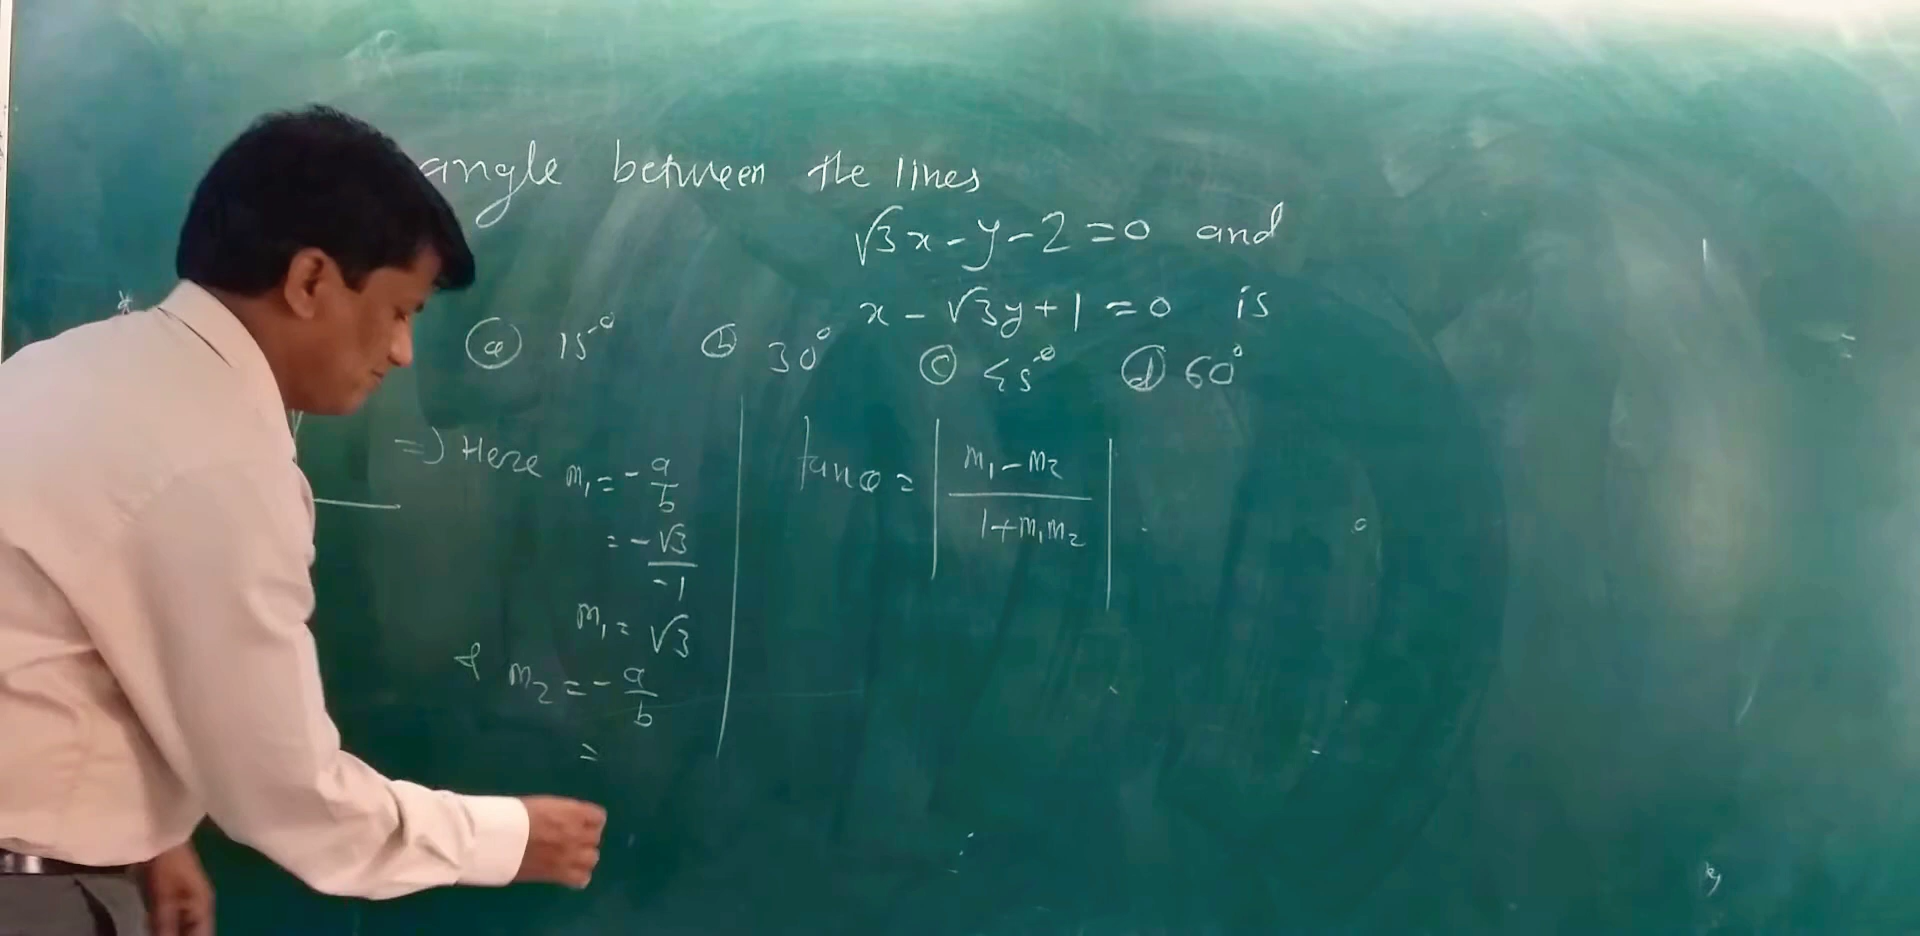 angle between the lines
√3x-y-2=0 and
x-√3y+1=0 is
(a) 15° (b) 30° (c) 45° (d) 60°
=) Here m₁=-a/b
=-√3/-1
m₁=√3
& m₂=-a/b
=
tanθ=|m₁-m₂/1+m₁m₂|